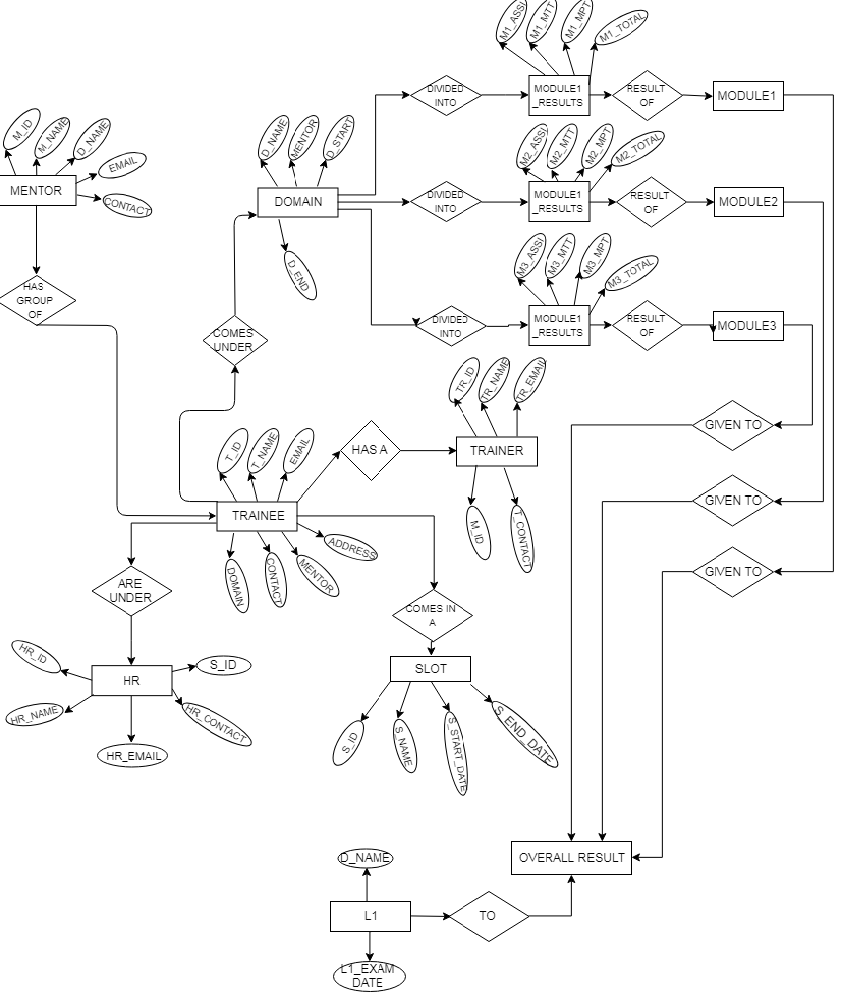 M1_ASSI
M1_MTT
M1_MPT
M1_TOTAL
DIVIDED
INTO
MODULE1
_RESULTS
RESULT
OF
MODULE1
M_ID
M_NAME
D_NAME
EMAIL
CONTACT
MENTOR
D_NAME
MENTOR
D_START
DOMAIN
D_END
M2_ASSI
M2_MTT
M2_MPT
M2_TOTAL
DIVIDED
INTO
MODULE1
_RESULTS
RESULT
OF
MODULE2
HAS
GROUP
OF
M3_ASSI
M3_MTT
M3_MPT
M3_TOTAL
DIVIDED
INTO
MODULE1
_RESULTS
RESULT
OF
MODULE3
COMES
UNDER
TR_ID
TR_NAME
TR_EMAIL
GIVEN TO
T_ID
T_NAME
EMAIL
HAS A
TRAINER
M_ID
T_CONTACT
GIVEN TO
TRAINEE
ADDRESS
DOMAIN
CONTACT
MENTOR
GIVEN TO
ARE
UNDER
COMES IN
A
HR_ID
S_ID
HR
HR_NAME
HR_CONTACT
HR_EMAIL
SLOT
S_ID
S_NAME
S_START_DATE
S_END_DATE
D_NAME
OVERALL RESULT
L1
TO
L1_EXAM
DATE